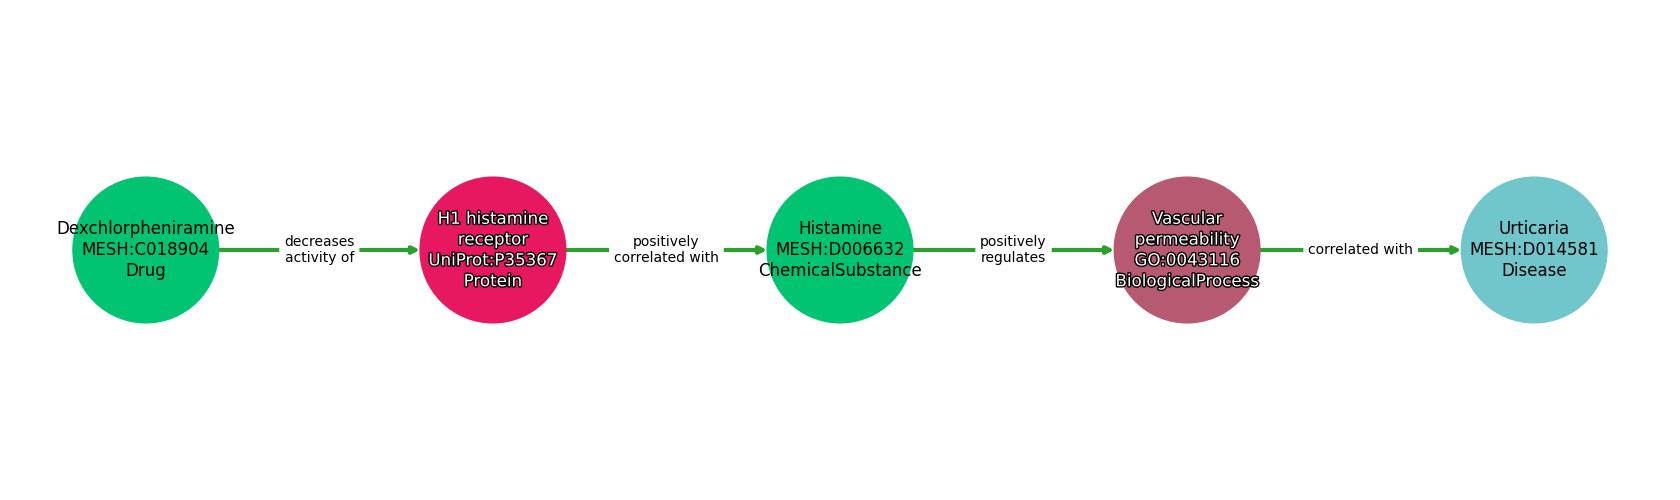 Dexchlorpheniramine
MESH:C018904
Drug
decreases
activity of
H1 histamine
receptor
UniProt:P35367
Protein
positively
correlated with
Histamine
MESH:D006632
ChemicalSubstance
positively
regulates
Vascular
permeability
GO:0043116
BiologicalProcess
correlated with
Urticaria
MESH:D014581
Disease